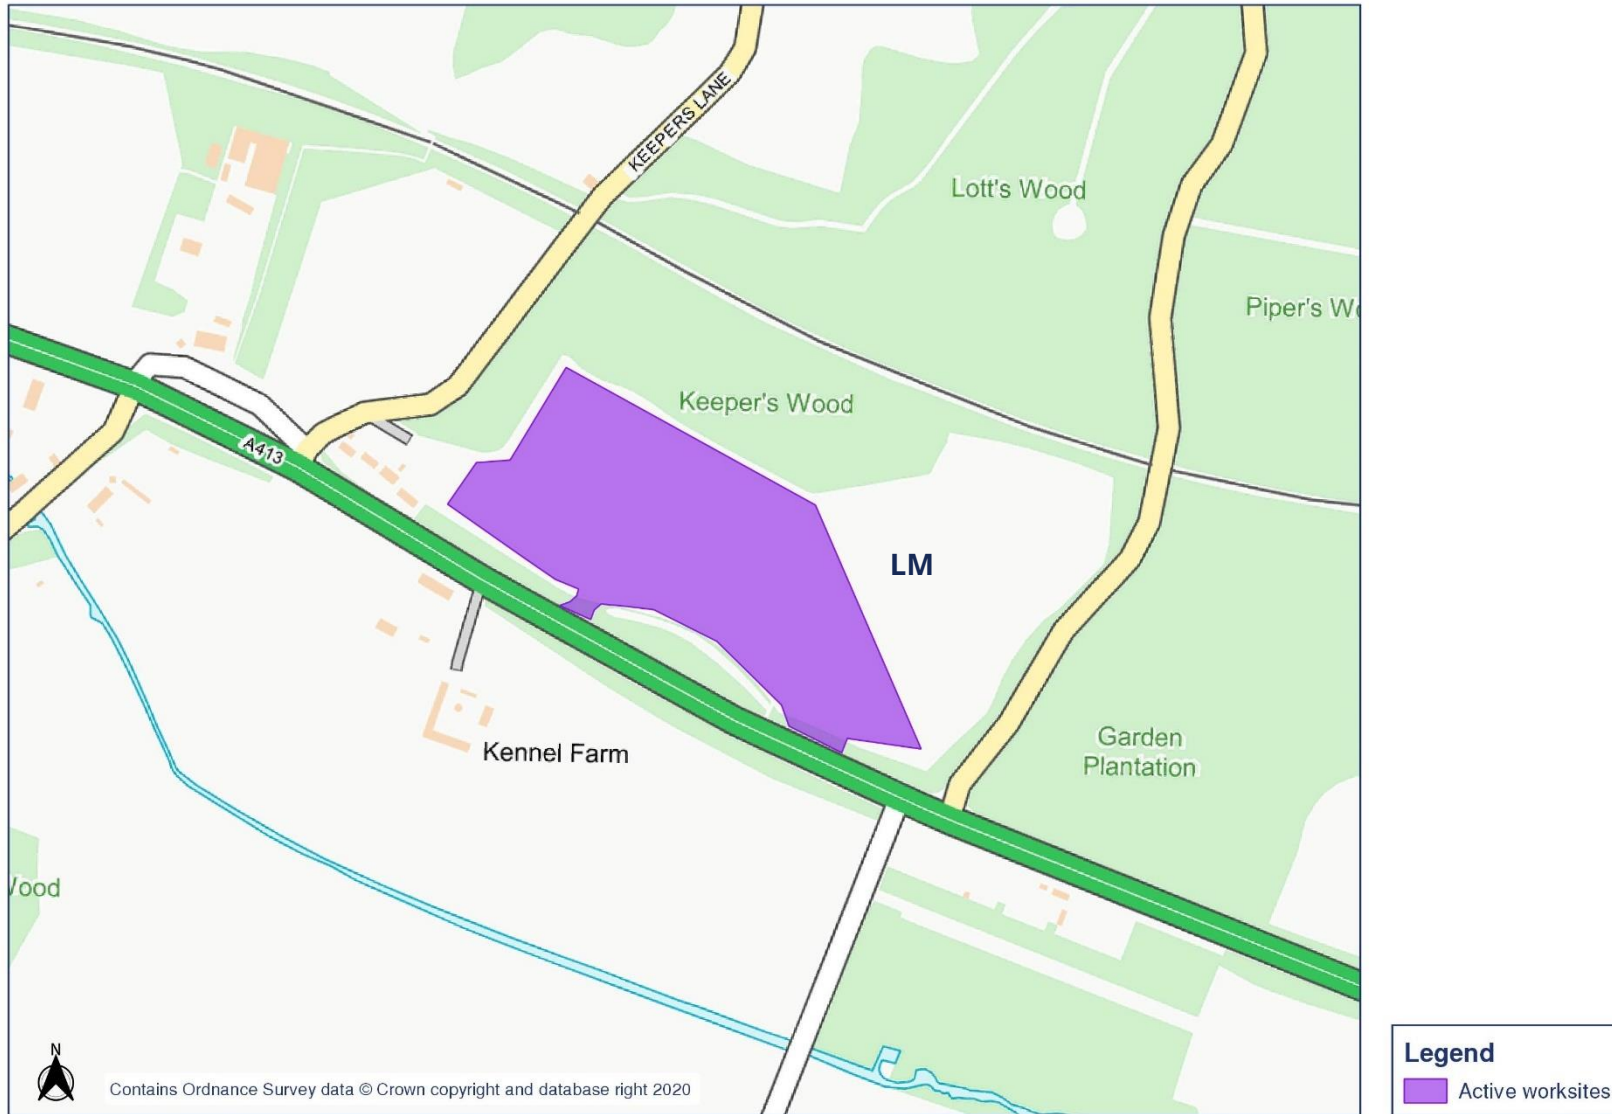 KEEPERS LANE
Lott's Wood
Piper's
Keeper's Wood
A413
LM
Garden
Plantation
Kennel Farm
N
Contains Ordnance Survey data © Crown copyright and database right 2020
Legend
Active worksites